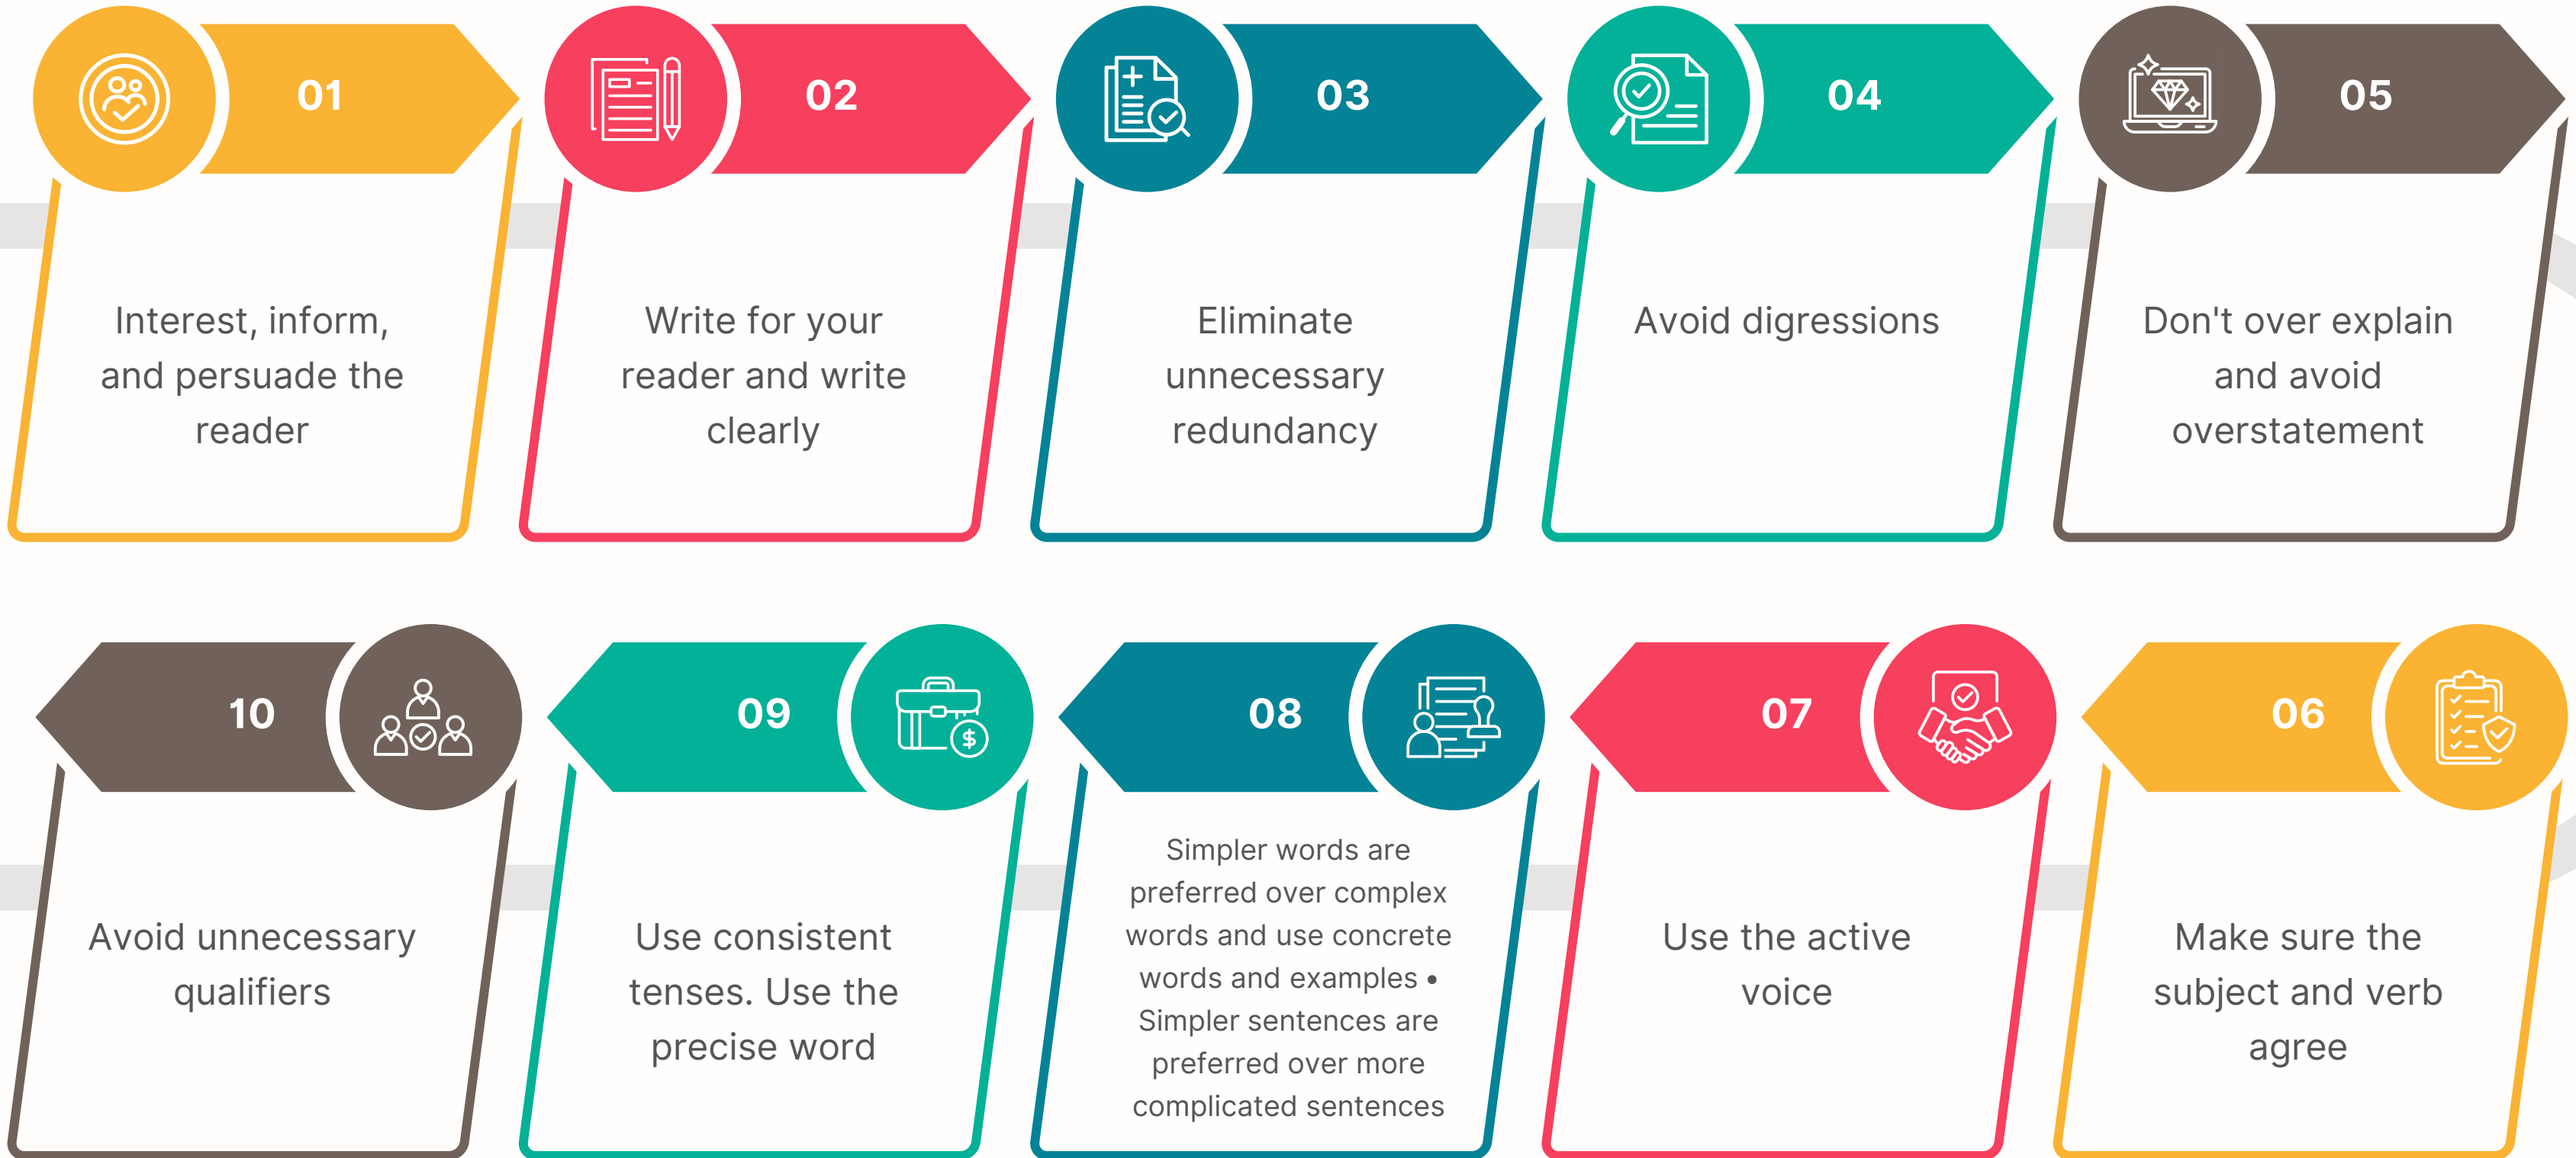 01
Interest, inform,
and persuade the
reader
02
Write for your
reader and write
clearly
03
Eliminate
unnecessary
redundancy
04
Avoid digressions
05
Don't over explain
and avoid
overstatement
06
Make sure the
subject and verb
agree
07
Use the active
voice
08
Simpler words are
preferred over complex
words and use concrete
words and examples •
Simpler sentences are
preferred over more
complicated sentences
09
$
Use consistent
tenses. Use the
precise word
10
Avoid unnecessary
qualifiers